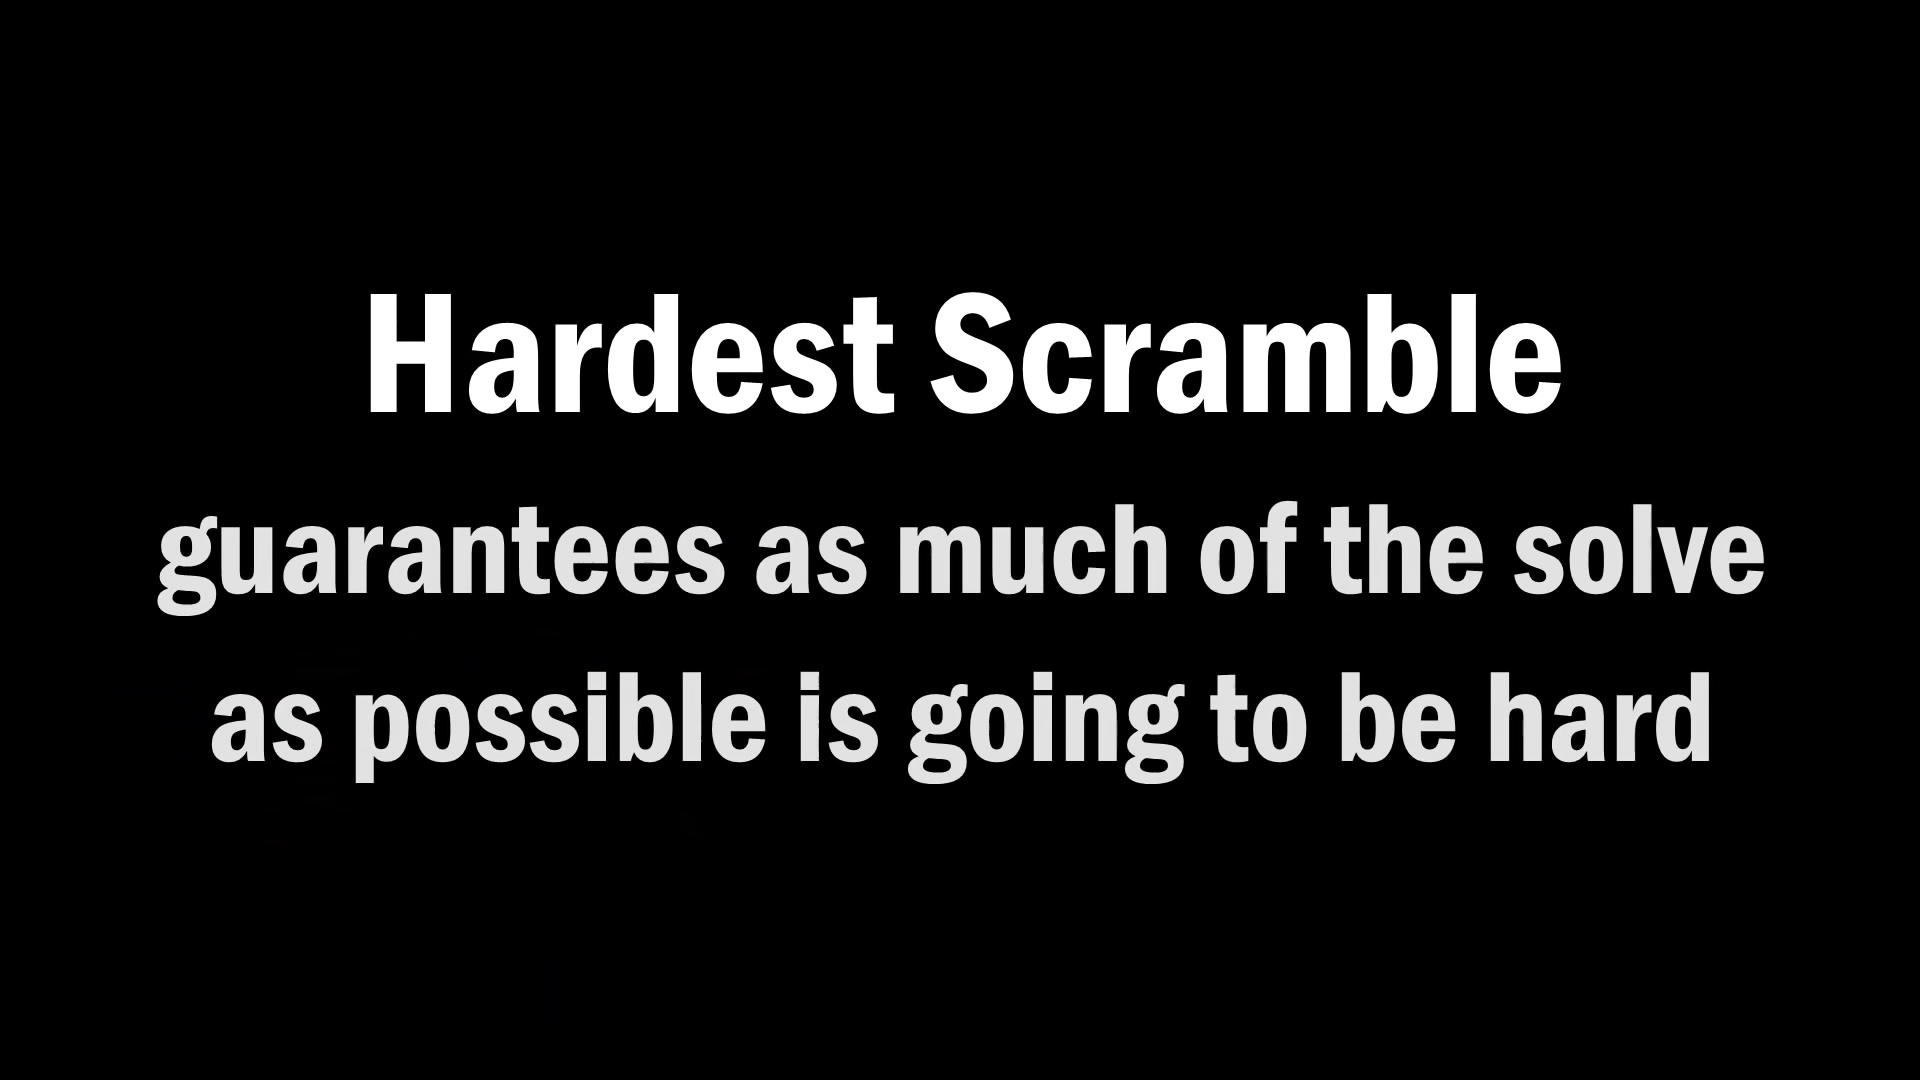 Hardest Scramble
guarantees as much of the solve
as possible is going to be hard